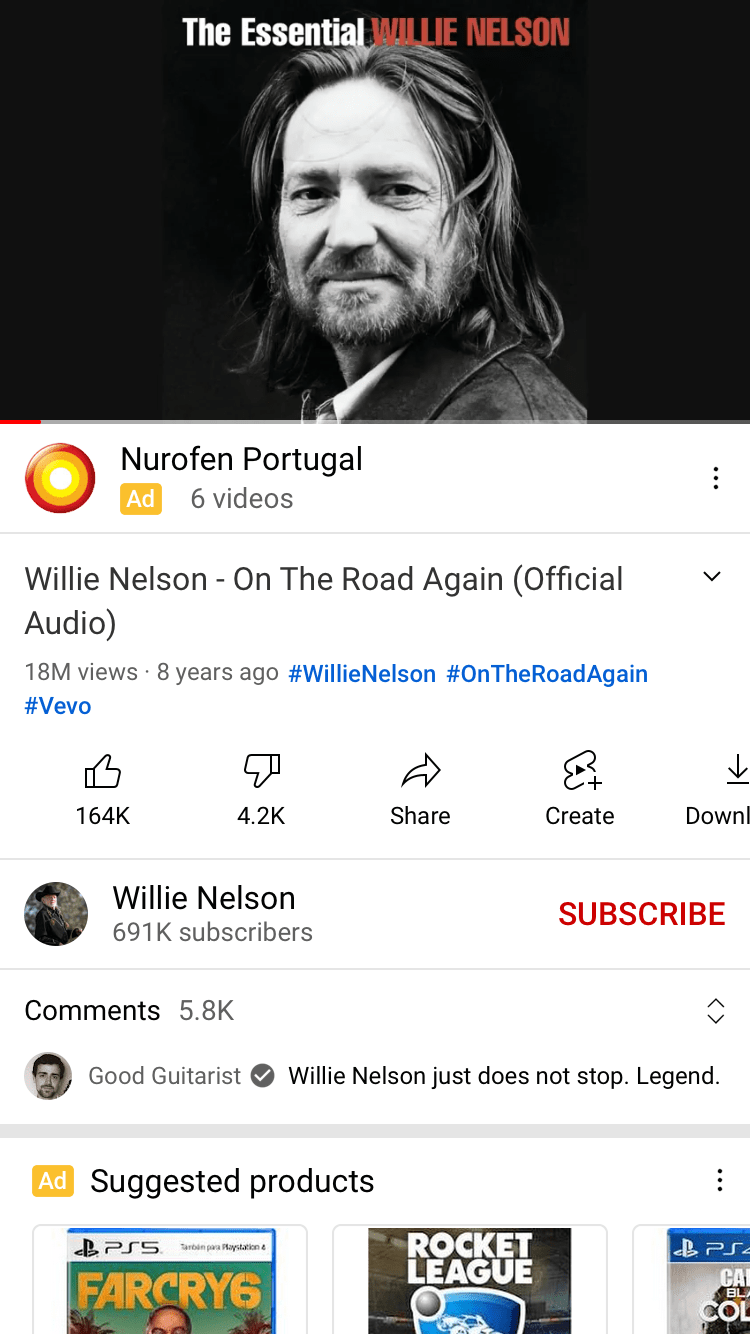 The Essential WILLIE NELSON
Nurofen Portugal
Ad 6 videos
Willie Nelson - On The Road Again (Official
Audio)
18M views · 8 years ago #WillieNelson #OnTheRoadAgain
#Vevo
164K 4.2K Share Create Downl
Willie Nelson
691K subscribers
SUBSCRIBE
Comments 5.8K
Good Guitarist Willie Nelson just does not stop. Legend.
Ad Suggested products
PS5 También para Playstation 4
FARCRY6
ROCKET
LEAGUE
PS4
CAL
BLA
COL